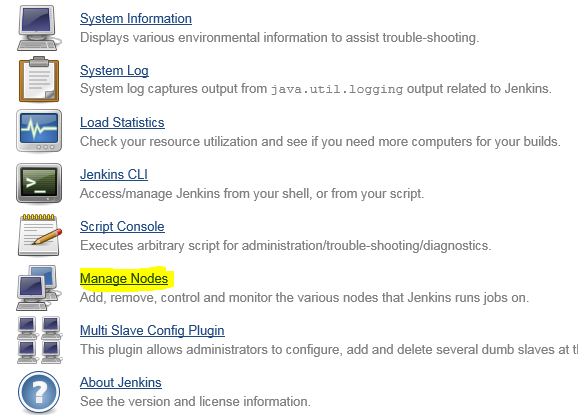 System Information
Displays various environmental information to assist trouble-shooting.
System Log
System log captures output from java.util.logging output related to Jenkins.
Load Statistics
Check your resource utilization and see if you need more computers for your builds.
Jenkins CLI
Access/manage Jenkins from your shell, or from your script.
Script Console
Executes arbitrary script for administration/trouble-shooting/diagnostics.
Manage Nodes
Add, remove, control and monitor the various nodes that Jenkins runs jobs on.
Multi Slave Config Plugin
This plugin allows administrators to configure, add and delete several dumb slaves at
About Jenkins
See the version and license information.